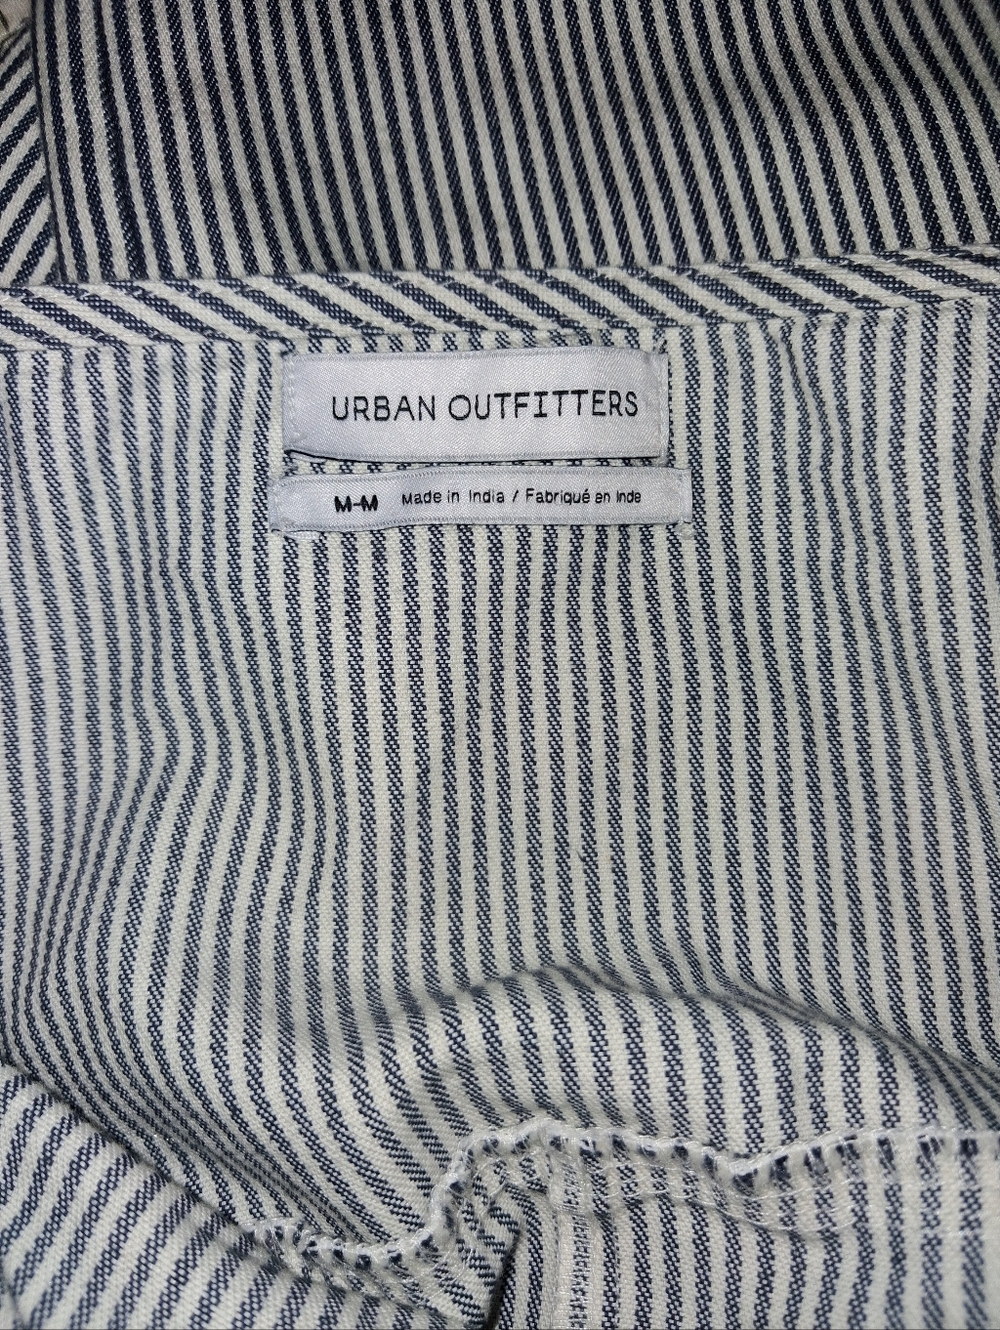 URBAN OUTFITTERS
M-M Made in India / Fabriqué en Inde